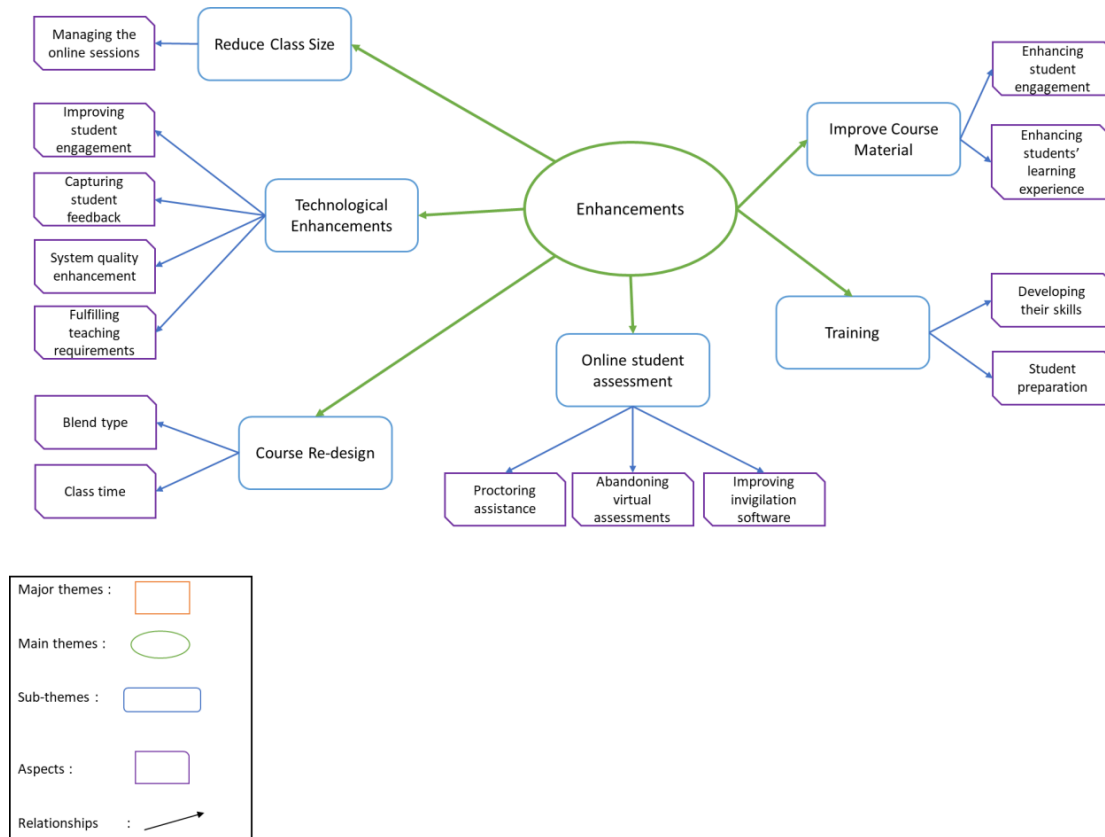 Managing the
online sessions
Reduce Class Size
Enhancing
student
engagement
Improve Course
Material
Enhancing
students’
learning
experience
Improving
student
engagement
Capturing
student
feedback
System quality
enhancement
Fulfilling
teaching
requirements
Technological
Enhancements
Enhancements
Developing
their skills
Training
Student
preparation
Online student
assessment
Blend type
Class time
Course Re-design
Proctoring
assistance
Abandoning
virtual
assessments
Improving
invigilation
software
Major themes :
Main themes :
Sub-themes :
Aspects :
Relationships :